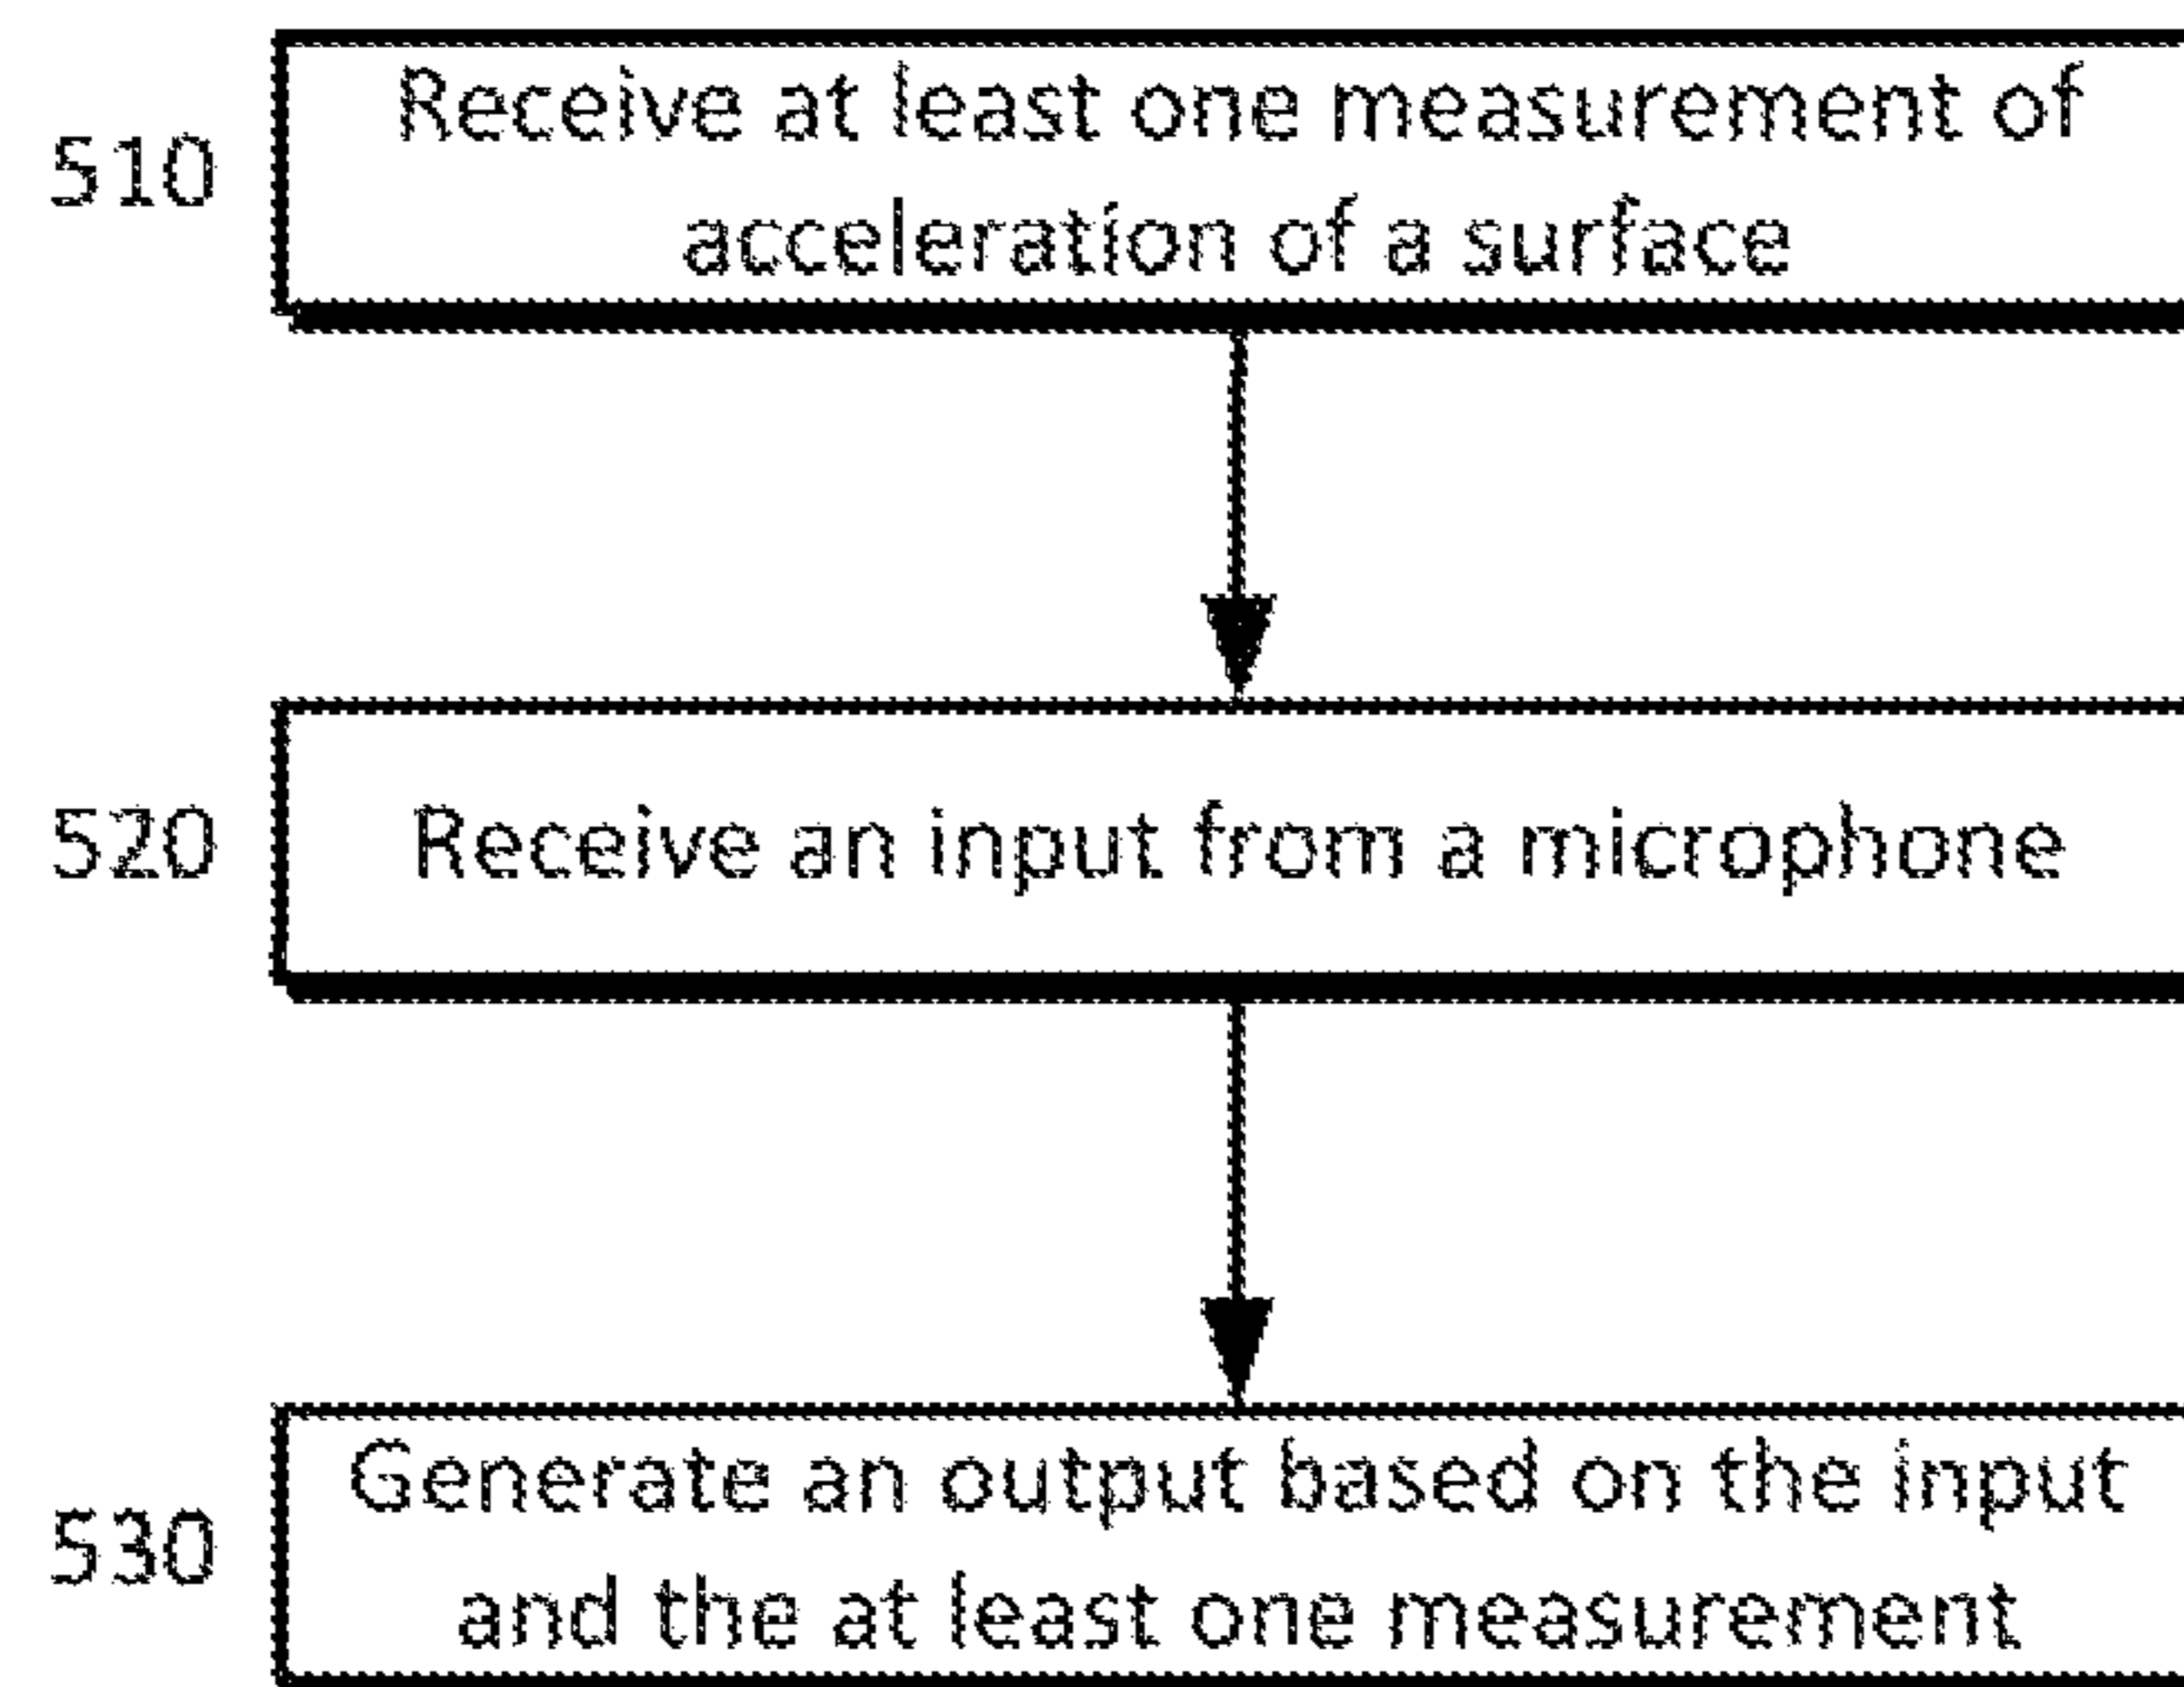 510
Receive at least one measurement of
acceleration of a surface
520
Receive an input from a microphone
530
Generate an output based on the input
and the at least one measurement